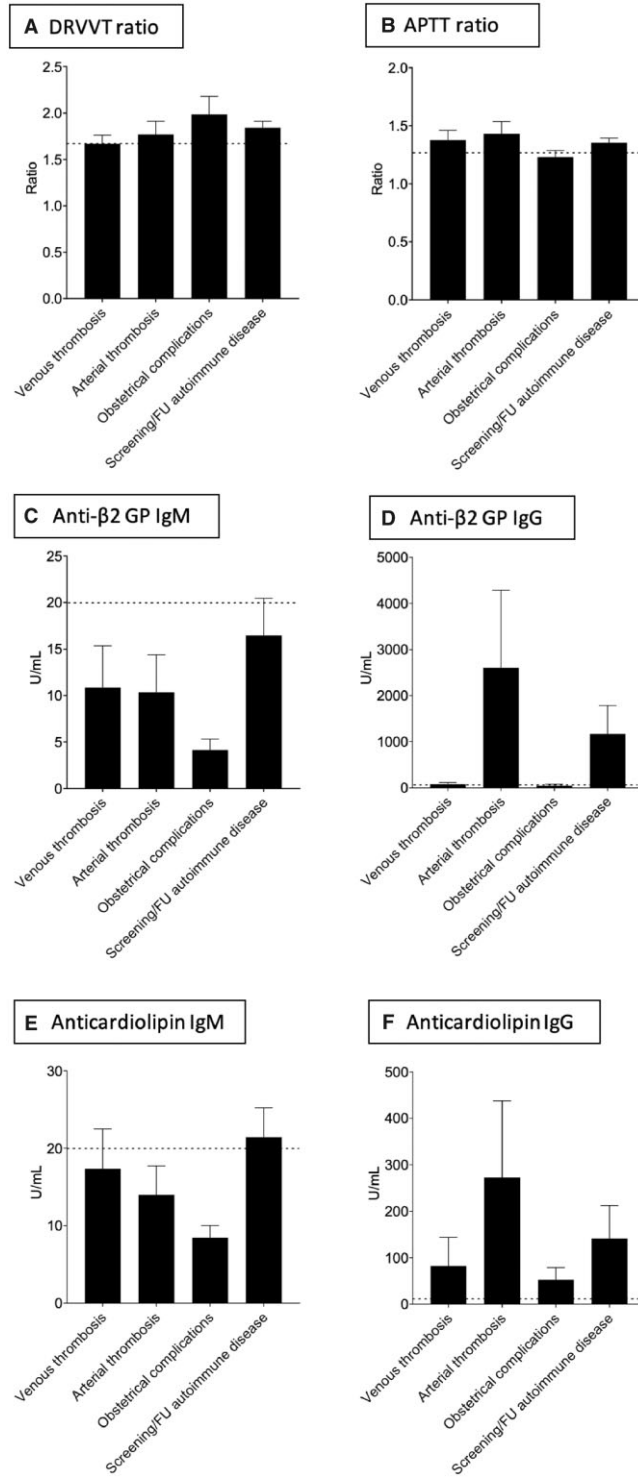 A DRVVT ratio
2.5
2.0
1.5
1.0
0.5
0.0
Ratio
Venous thrombosis
Arterial thrombosis
Obstetrical complications
Screening/FU autoimmune disease
B APTT ratio
2.0
1.5
1.0
0.5
0.0
Ratio
Venous thrombosis
Arterial thrombosis
Obstetrical complications
Screening/FU autoimmune disease
C Anti-β2 GP IgM
25
20
15
10
5
0
U/mL
Venous thrombosis
Arterial thrombosis
Obstetrical complications
Screening/FU autoimmune disease
D Anti-β2 GP IgG
5000
4000
3000
2000
1000
0
U/mL
Venous thrombosis
Arterial thrombosis
Obstetrical complications
Screening/FU autoimmune disease
E Anticardiolipin IgM
30
20
10
0
U/mL
Venous thrombosis
Arterial thrombosis
Obstetrical complications
Screening/FU autoimmune disease
F Anticardiolipin IgG
500
400
300
200
100
0
U/mL
Venous thrombosis
Arterial thrombosis
Obstetrical complications
Screening/FU autoimmune disease